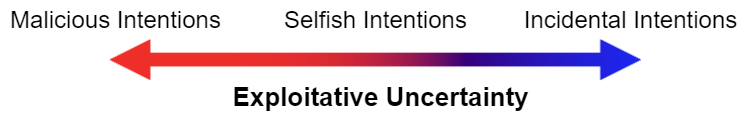 Malicious Intentions Selfish Intentions Incidental Intentions
Exploitative Uncertainty